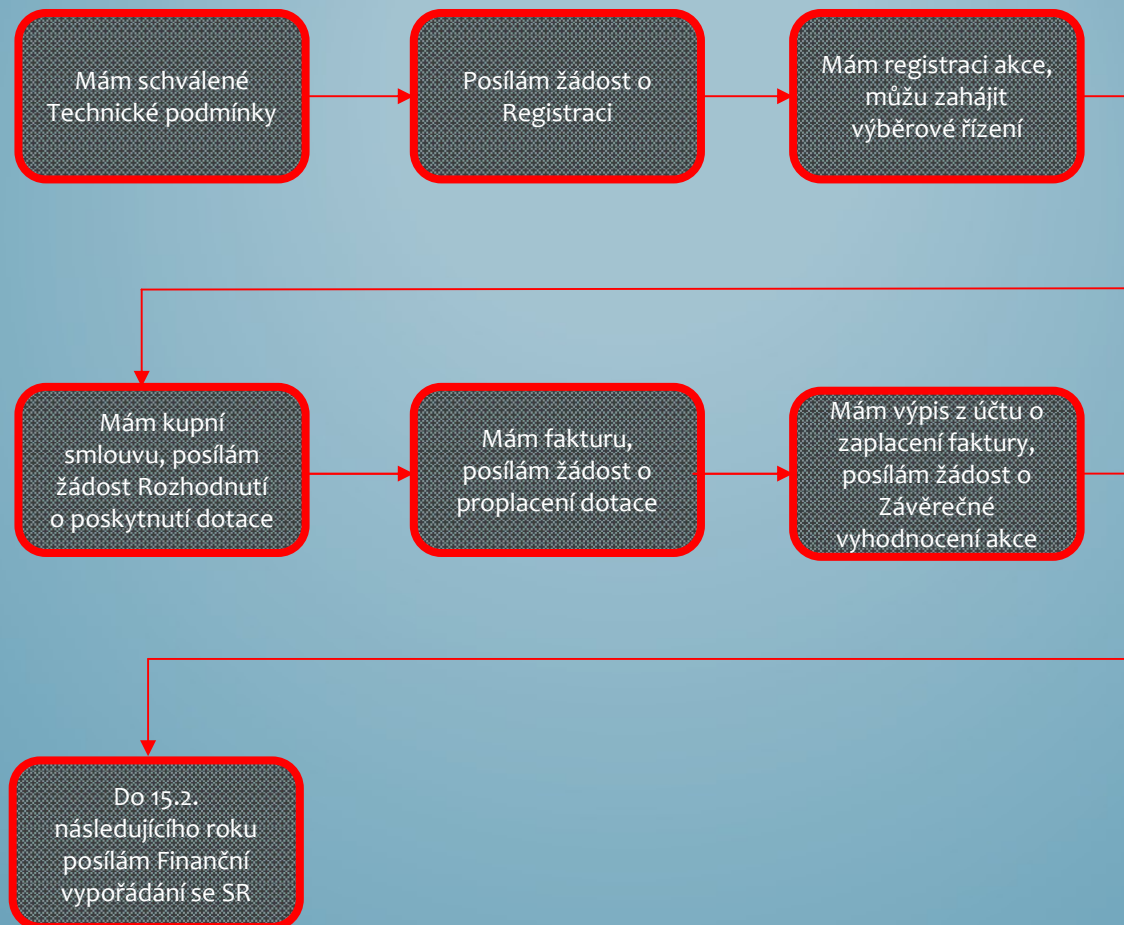 Mám schválené
Technické podmínky
Posílám žádost o
Registraci
Mám registraci akce,
můžu zahájit
výběrové řízení
Mám kupní
smlouvu, posílám
žádost Rozhodnutí
o poskytnutí dotace
Mám fakturu,
posílám žádost o
proplacení dotace
Mám výpis z účtu o
zaplacení faktury,
posílám žádost o
Závěrečné
vyhodnocení akce
Do 15.2.
následujícího roku
posílám Finanční
vypořádání se SR